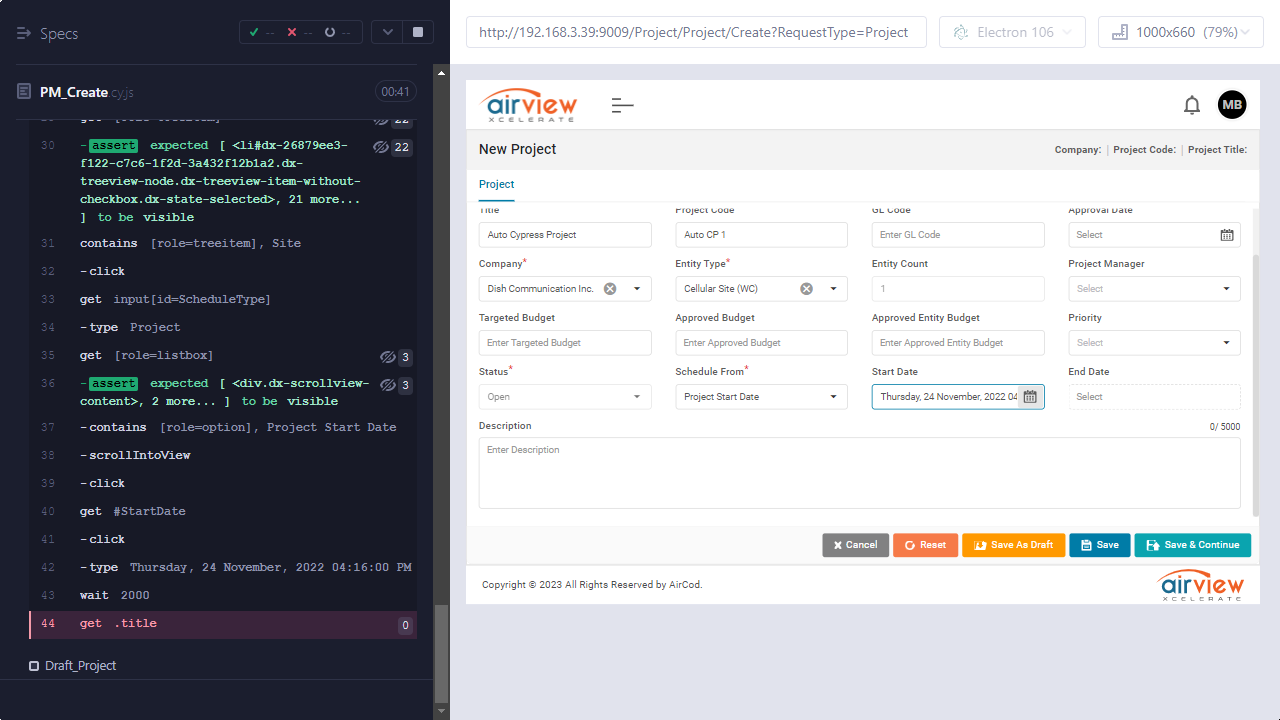 Specs
-- -- --
http://192.168.3.39:9009/Project/Project/Create?RequestType=Project
Electron 106
1000x660 (79%)
PM_Create.cy.js
00:41
22
30 -assert expected [ <li#dx-26879ee3-
f122-c7c6-1f2d-3a432f12b1a2.dx-
treeview-node.dx-treeview-item-without-
checkbox.dx-state-selected>, 21 more...
] to be visible
22
31 contains [role=treeitem], Site
32 -click
33 get input[id=ScheduleType]
34 -type Project
35 get [role=listbox] 3
36 -assert expected [ <div.dx-scrollview-
content>, 2 more... ] to be visible
3
37 -contains [role=option], Project Start Date
38 -scrollIntoView
39 -click
40 get #StartDate
41 -click
42 -type Thursday, 24 November, 2022 04:16:00 PM
43 wait 2000
44 get .title 0
Draft_Project
airview
XCELERATE
MB
New Project
Company: | Project Code: | Project Title:
Project
Title Project Code GL Code Approval Date
Auto Cypress Project Auto CP 1 Enter GL Code Select
Company* Entity Type* Entity Count Project Manager
Dish Communication Inc. Cellular Site (WC) 1 Select
Targeted Budget Approved Budget Approved Entity Budget Priority
Enter Targeted Budget Enter Approved Budget Enter Approved Entity Budget Select
Status* Schedule From* Start Date End Date
Open Project Start Date Thursday, 24 November, 2022 04 Select
Description 0/ 5000
Enter Description
Cancel Reset Save As Draft Save Save & Continue
Copyright © 2023 All Rights Reserved by AirCod.
airview
XCELERATE